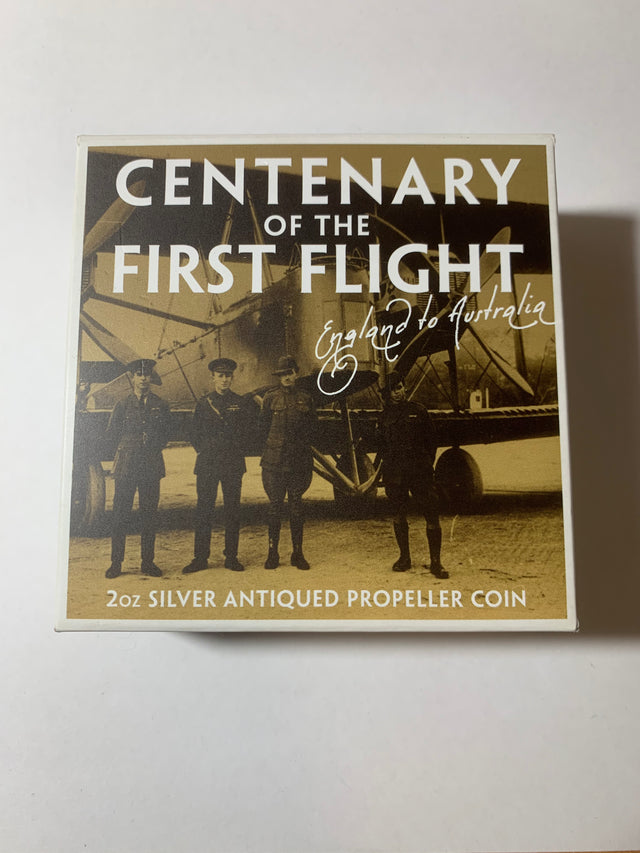 CENTENARY
OF THE
FIRST FLIGHT
England to Australia
2oz SILVER ANTIQUED PROPELLER COIN